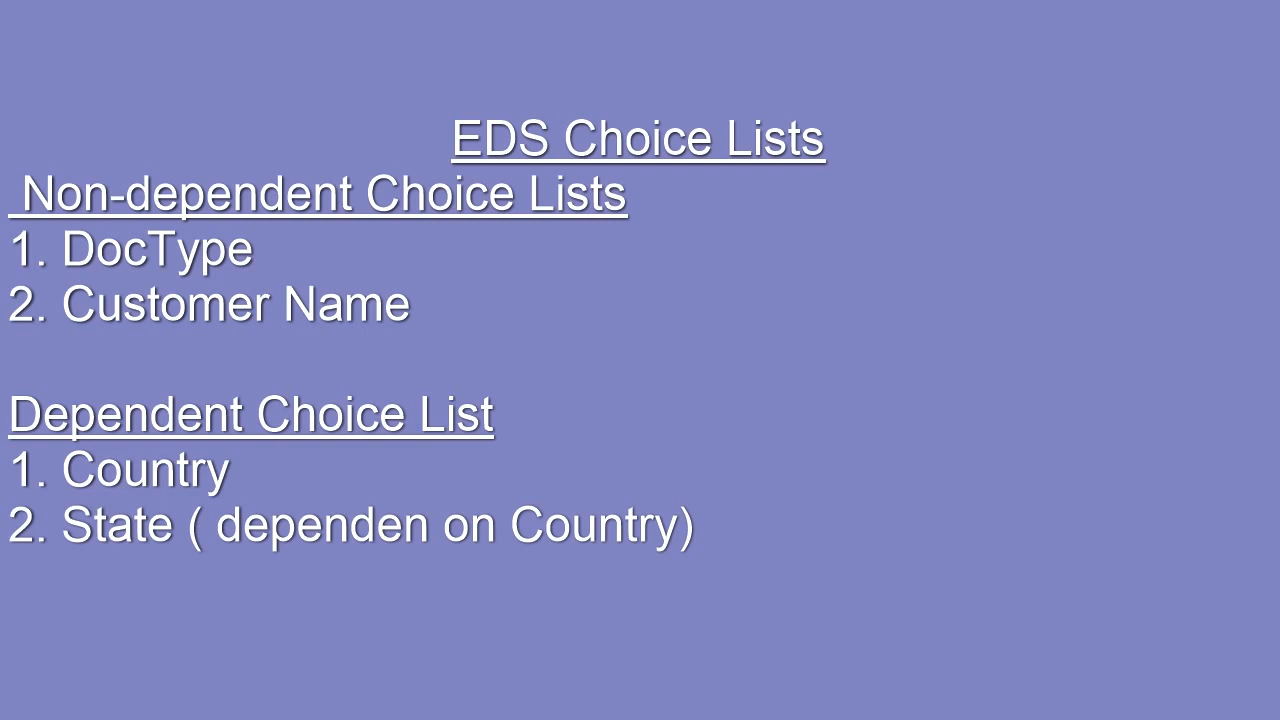 EDS Choice Lists
Non-dependent Choice Lists
1. DocType
2. Customer Name
Dependent Choice List
1. Country
2. State ( dependen on Country)